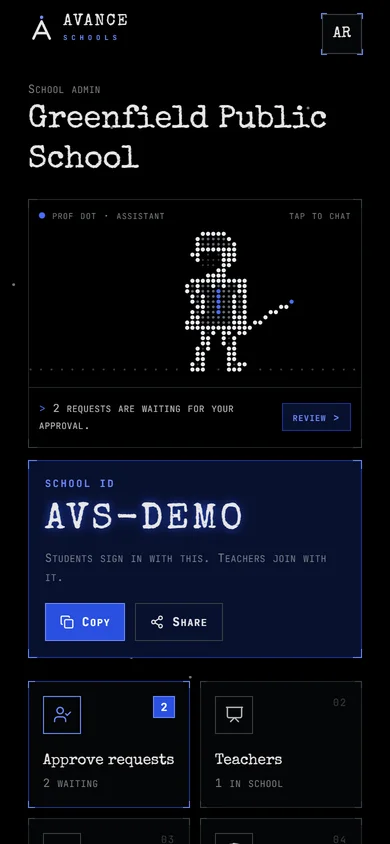 AVANCE
SCHOOLS
AR
School admin
Greenfield Public
School
PROF DOT · ASSISTANT
TAP TO CHAT
> 2 requests are waiting for your
approval.
REVIEW >
SCHOOL ID
AVS-DEMO
Students sign in with this. Teachers join with
it.
Copy
Share
2
02
Approve requests
Teachers
2 waiting
1 in school
03
04